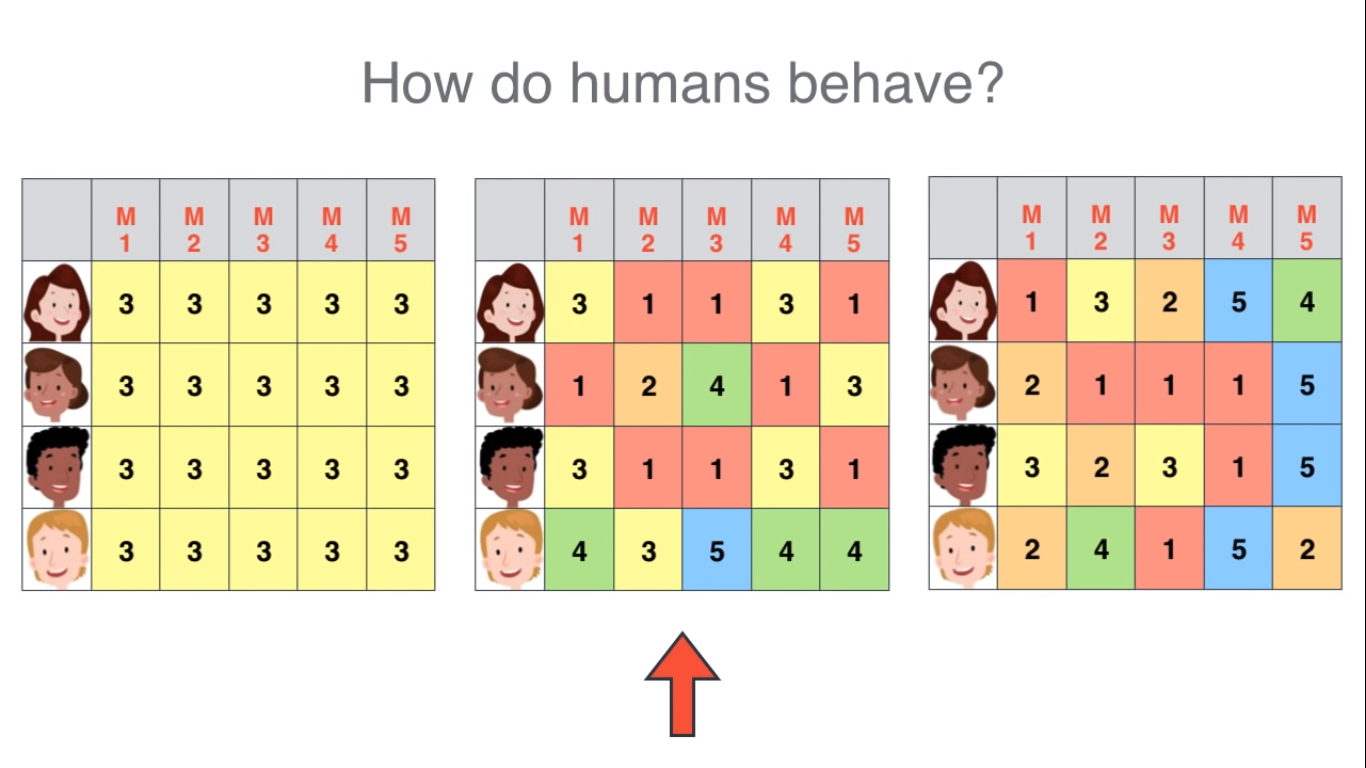 How do humans behave?
M 1 M 2 M 3 M 4 M 5
3 3 3 3 3
3 3 3 3 3
3 3 3 3 3
3 3 3 3 3
M 1 M 2 M 3 M 4 M 5
3 1 1 3 1
1 2 4 1 3
3 1 1 3 1
4 3 5 4 4
M 1 M 2 M 3 M 4 M 5
1 3 2 5 4
2 1 1 1 5
3 2 3 1 5
2 4 1 5 2